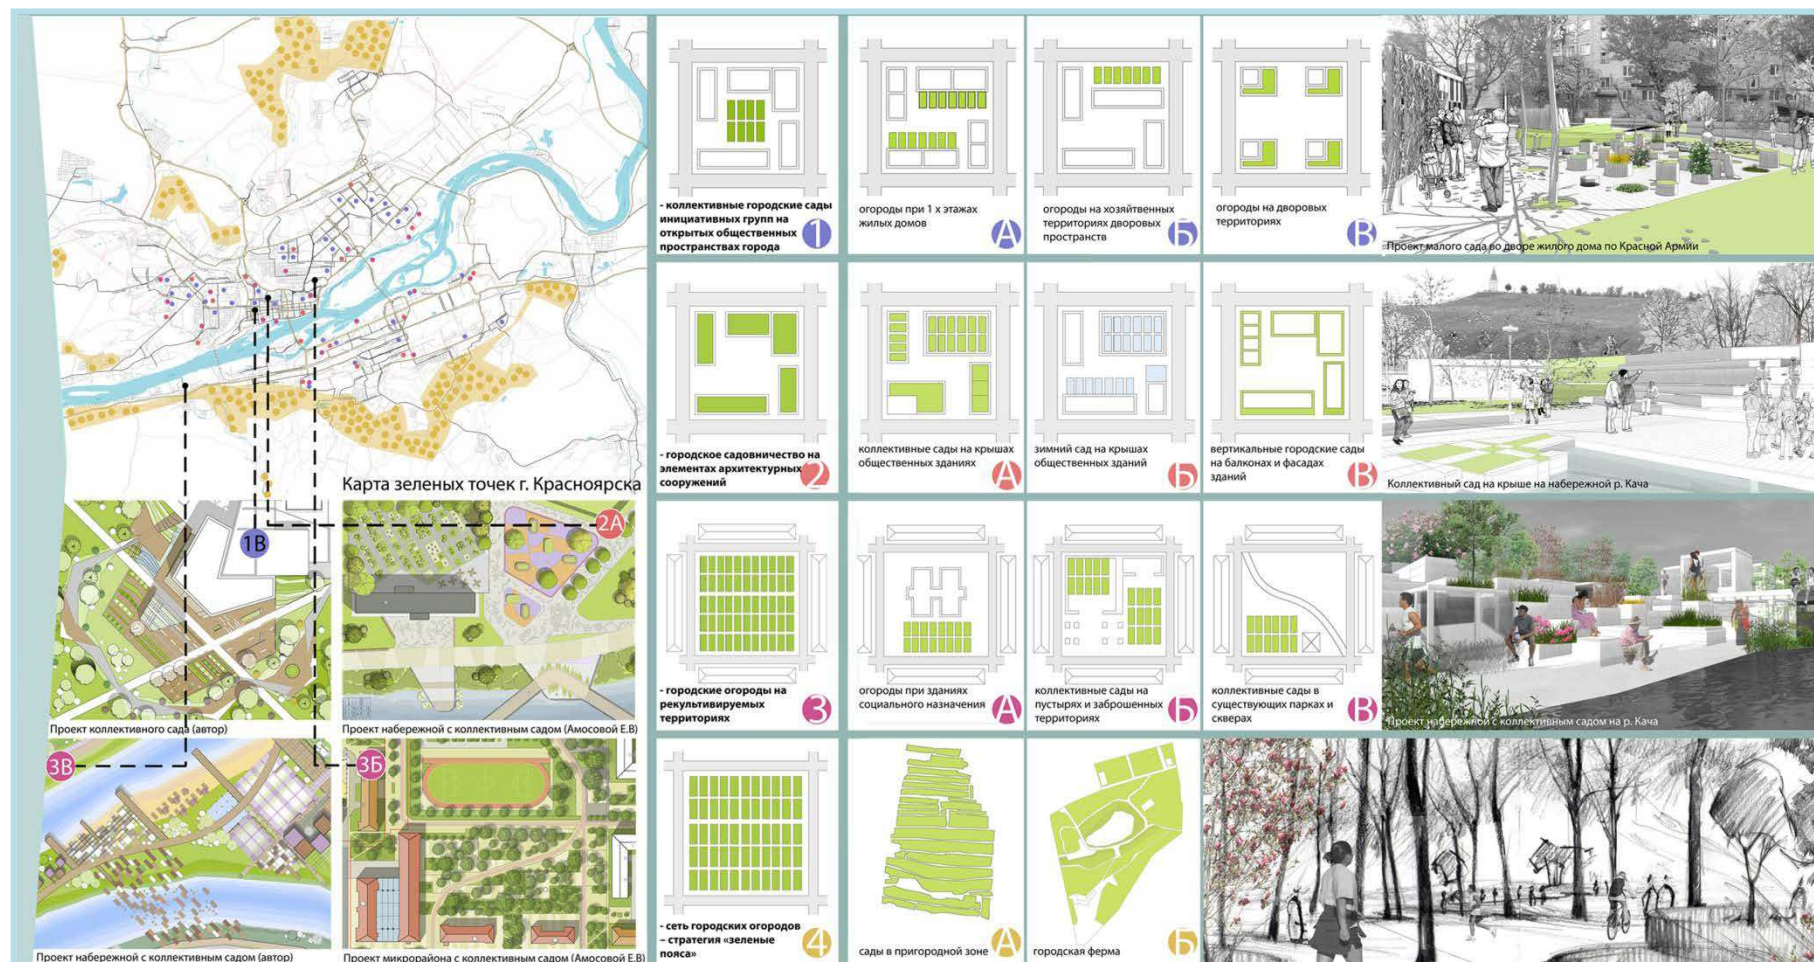 Карта зеленых точек г. Красноярска
1В
2А
Проект коллективного сада (автор)
Проект набережной с коллективным садом (Амосовой Е.В)
3В
3Б
Проект набережной с коллективным садом (автор)
Проект микрорайона с коллективным садом (Амосовой Е.В)
- коллективные городские сады
инициативных групп на
открытых общественных
пространствах города
1
огороды при 1 х этажах
жилых домов
А
огороды на хозяйтвенных
территориях дворовых
пространств
Б
огороды на дворовых
территориях
В
Проект малого сада во дворе жилого дома по Красной Армии
- городское садовничество на
элементах архитектурных
сооружений
2
коллективные сады на крышах
общественных зданиях
А
зимний сад на крышах
общественных зданий
Б
вертикальные городские сады
на балконах и фасадах
зданий
В
Коллективный сад на крыше на набережной р. Кача
- городские огороды на
рекультивируемых
территориях
3
огороды при зданиях
социального назначения
А
коллективные сады на
пустырях и заброшенных
территориях
Б
коллективные сады в
существующих парках и
скверах
В
Проект набережной с коллективным садом на р. Кача
- сеть городских огородов
– стратегия «зеленые
пояса»
4
сады в пригородной зоне
А
городская ферма
Б